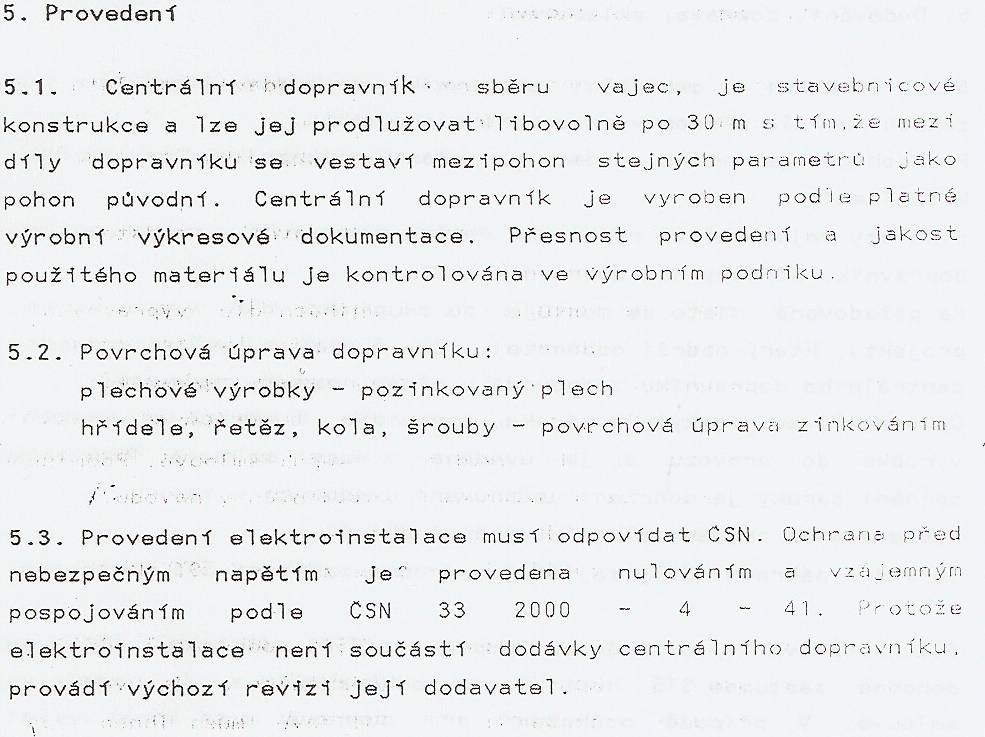 5. Provedení
5.1. Centrální dopravník sběru vajec, je stavebnicové
konstrukce a lze jej prodlužovat libovolně po 30 m s tím,že mezi
díly dopravníku se vestaví mezipohon stejných parametrů jako
pohon původní. Centrální dopravník je vyroben podle platné
výrobní výkresové dokumentace. Přesnost provedení a jakost
použitého materiálu je kontrolována ve výrobním podniku.
5.2. Povrchová úprava dopravníku:
plechové výrobky - pozinkovaný plech
hřídele, řetěz, kola, šrouby - povrchová úprava zinkováním
5.3. Provedení elektroinstalace musí odpovídat ČSN. Ochrana před
nebezpečným napětím je provedena nulováním a vzájemným
pospojováním podle ČSN 33 2000 - 4 - 41. Protože
elektroinstalace není součástí dodávky centrálního dopravníku,
provádí výchozí revizi její dodavatel.